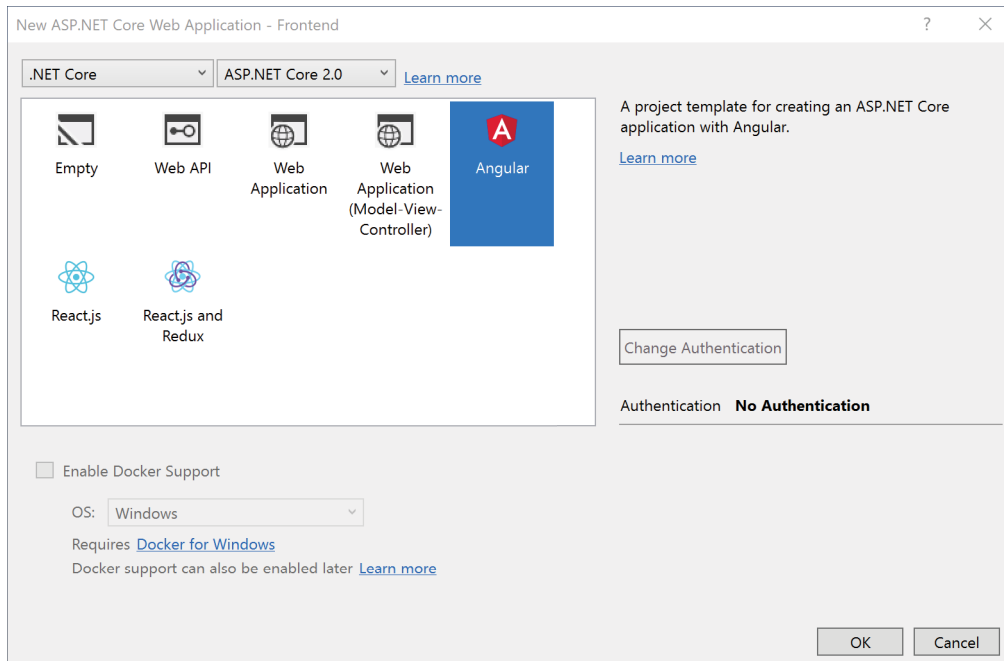 New ASP.NET Core Web Application - Frontend
?
.NET Core
ASP.NET Core 2.0
Learn more
Empty
Web API
Web
Application
Web
Application
(Model-View-
Controller)
Angular
React.js
React.js and
Redux
A project template for creating an ASP.NET Core
application with Angular.
Learn more
Change Authentication
Authentication No Authentication
Enable Docker Support
OS: Windows
Requires Docker for Windows
Docker support can also be enabled later Learn more
OK
Cancel